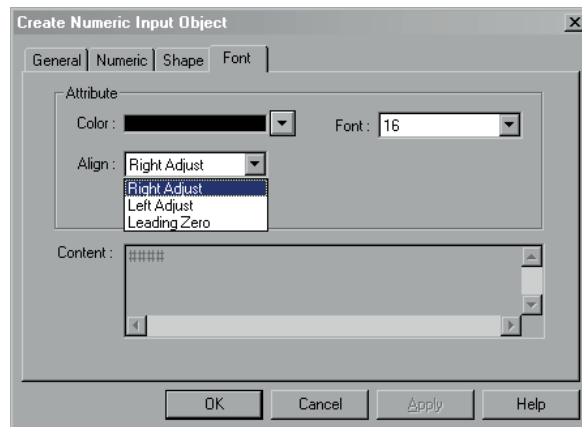 Create Numeric Input Object
General Numeric Shape Font
Attribute
Color : Font : 16
Align : Right Adjust
Right Adjust
Left Adjust
Leading Zero
Content : ####
OK Cancel Apply Help